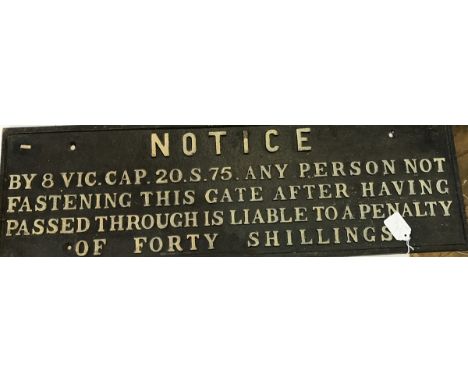 NOTICE
BY 8 VIC. CAP. 20. S. 75. ANY PERSON NOT
FASTENING THIS GATE AFTER HAVING
PASSED THROUGH IS LIABLE TO A PENALTY
OF FORTY SHILLINGS